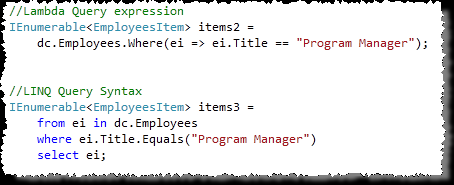 //Lambda Query expression
IEnumerable<EmployeesItem> items2 =
    dc.Employees.Where(ei => ei.Title == "Program Manager");
//LINQ Query Syntax
IEnumerable<EmployeesItem> items3 =
    from ei in dc.Employees
    where ei.Title.Equals("Program Manager")
    select ei;